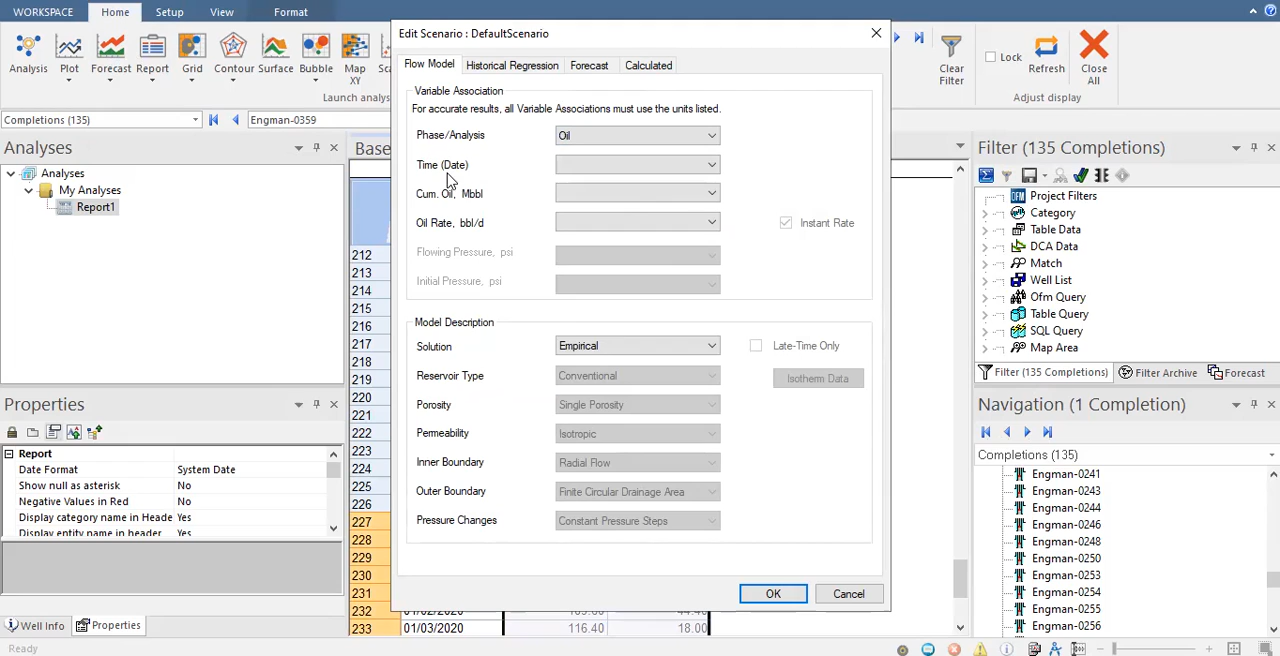 WORKSPACE Home Setup View Format
Analysis Plot Forecast Report Grid Contour Surface Bubble Map XY
Launch analys
Clear Filter Lock Refresh Close All
Adjust display
Completions (135) Engman-0359
Analyses
Analyses
My Analyses
Report1
Properties
Report
Date Format System Date
Show null as asterisk No
Negative Values in Red No
Display category name in Heade Yes
Display entity name in header Yes
Well Info Properties
Ready
Base
212
213
214
215
216
217
218
219
220
221
222
223
224
225
226
227
228
229
230
231
232 01/02/2020 44.40
233 01/03/2020 116.40 18.00
Edit Scenario : DefaultScenario
Flow Model Historical Regression Forecast Calculated
Variable Association
For accurate results, all Variable Associations must use the units listed.
Phase/Analysis Oil
Time (Date)
Cum. Oil, Mbbl
Oil Rate, bbl/d Instant Rate
Flowing Pressure, psi
Initial Pressure, psi
Model Description
Solution Empirical Late-Time Only
Reservoir Type Conventional Isotherm Data
Porosity Single Porosity
Permeability Isotropic
Inner Boundary Radial Flow
Outer Boundary Finite Circular Drainage Area
Pressure Changes Constant Pressure Steps
OK Cancel
Filter (135 Completions)
Project Filters
Category
Table Data
DCA Data
Match
Well List
Ofm Query
Table Query
SQL Query
Map Area
Filter (135 Completions) Filter Archive Forecast
Navigation (1 Completion)
Completions (135)
Engman-0241
Engman-0243
Engman-0244
Engman-0246
Engman-0248
Engman-0250
Engman-0253
Engman-0254
Engman-0255
Engman-0256